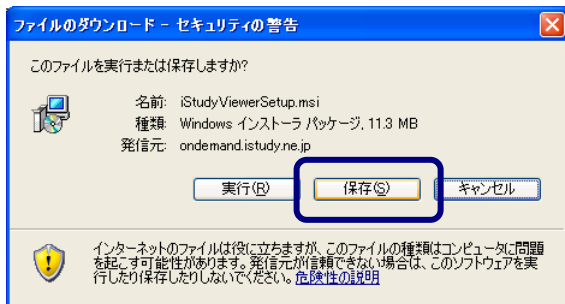 ファイルのダウンロード - セキュリティの警告
このファイルを実行または保存しますか?
名前: iStudyViewerSetup.msi
種類: Windows インストーラ パッケージ, 11.3 MB
発信元: ondemand.istudy.ne.jp
実行(R) 保存(S) キャンセル
インターネットのファイルは役に立ちますが、このファイルの種類はコンピュータに問題
を起こす可能性があります。発信元が信頼できない場合は、このソフトウェアを実
行したり保存したりしないでください。危険性の説明